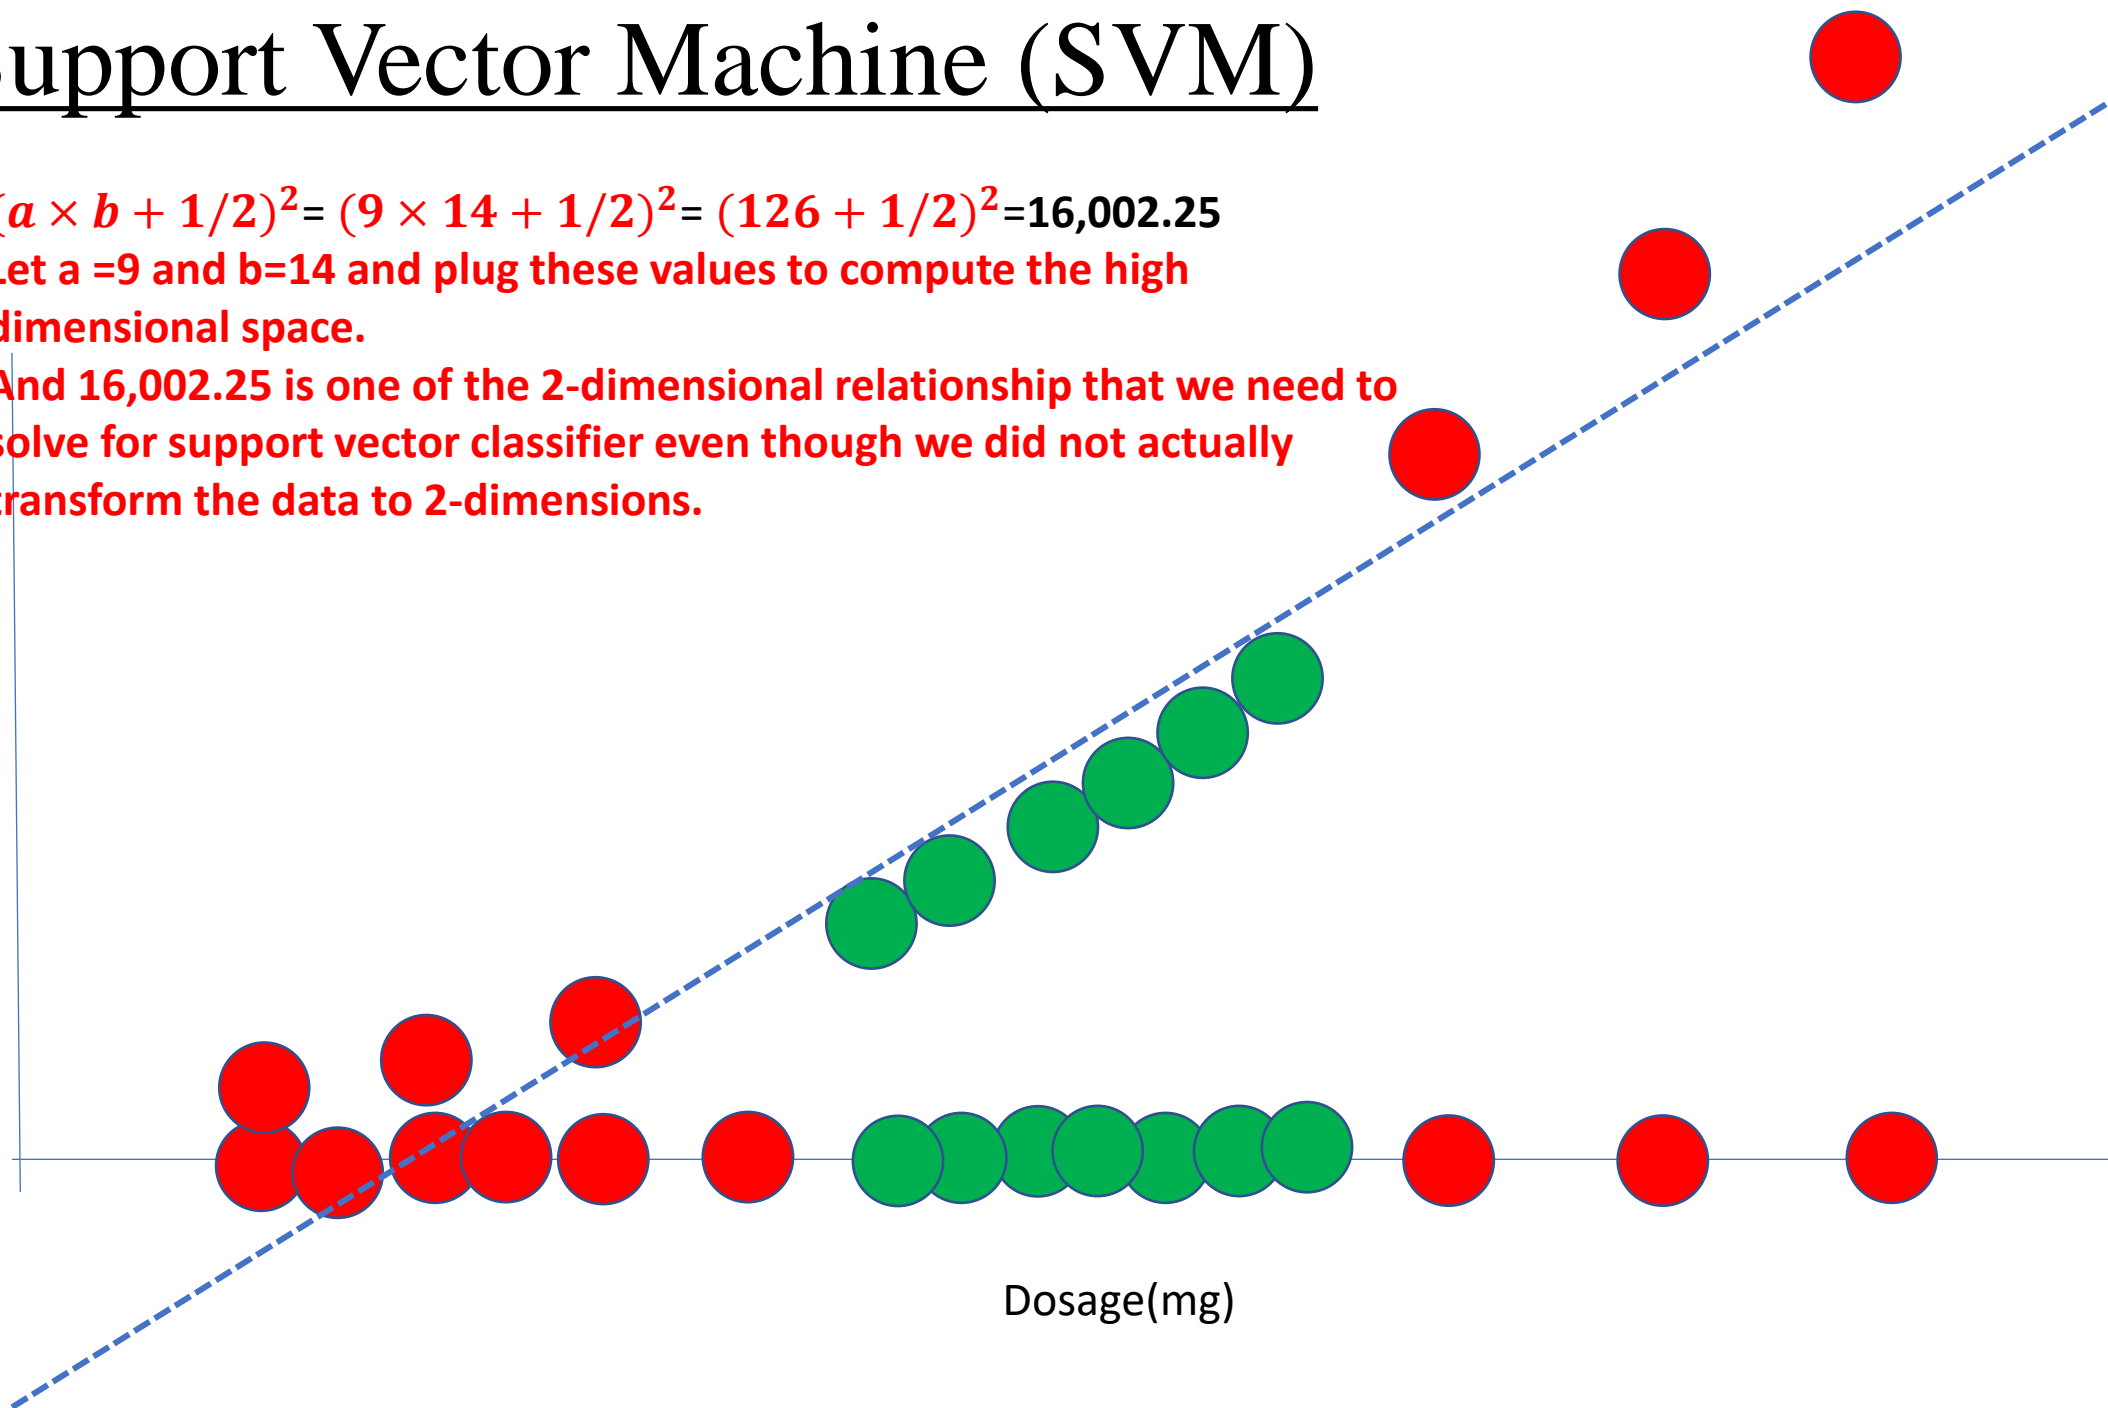 upport Vector Machine (SVM)
(a × b + 1/2)²= (9 × 14 + 1/2)²= (126 + 1/2)²=16,002.25
Let a =9 and b=14 and plug these values to compute the high
dimensional space.
And 16,002.25 is one of the 2-dimensional relationship that we need to
solve for support vector classifier even though we did not actually
transform the data to 2-dimensions.
Dosage(mg)